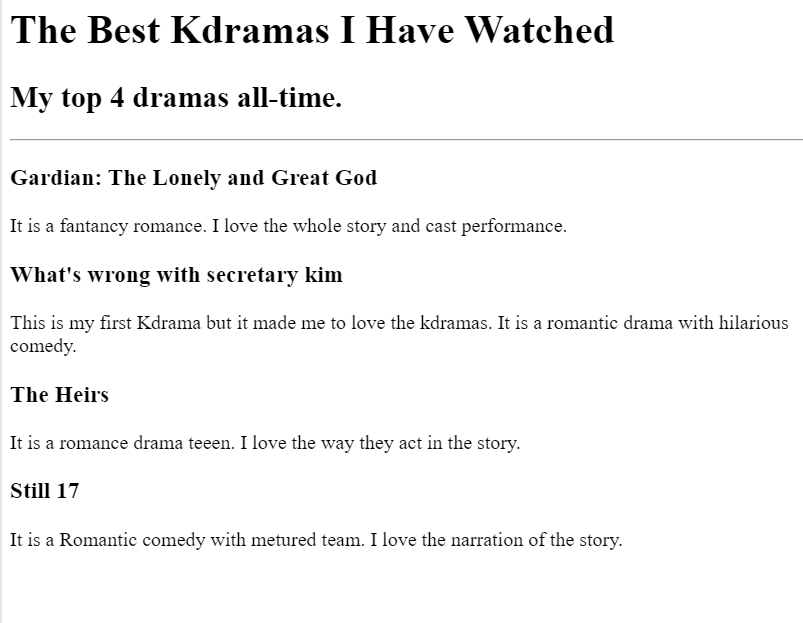 The Best Kdramas I Have Watched
My top 4 dramas all-time.
Gardian: The Lonely and Great God
It is a fantancy romance. I love the whole story and cast performance.
What's wrong with secretary kim
This is my first Kdrama but it made me to love the kdramas. It is a romantic drama with hilarious
comedy.
The Heirs
It is a romance drama teeen. I love the way they act in the story.
Still 17
It is a Romantic comedy with metured team. I love the narration of the story.